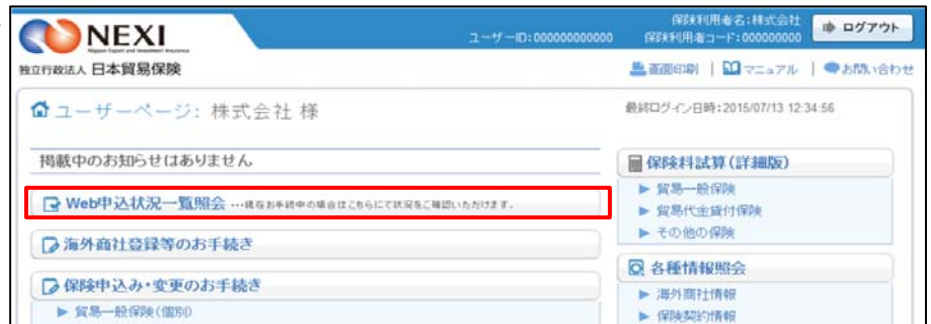 NEXI
Nippon Export and Investment Insurance
独立行政法人 日本貿易保険
ユーザーID:000000000000
保険利用者名:株式会社
保険利用者コード:000000000
ログアウト
画面印刷 | マニュアル | お問い合わせ
ユーザーページ: 株式会社 様
最終ログイン日時:2015/07/13 12:34:56
掲載中のお知らせはありません
Web申込状況一覧照会 …現在お手続中の場合はこちらにて状況をご確認いただけます。
海外商社登録等のお手続き
保険申込み・変更のお手続き
貿易一般保険(個別)
保険料試算(詳細版)
貿易一般保険
貿易代金貸付保険
その他の保険
各種情報照会
海外商社情報
保険契約情報